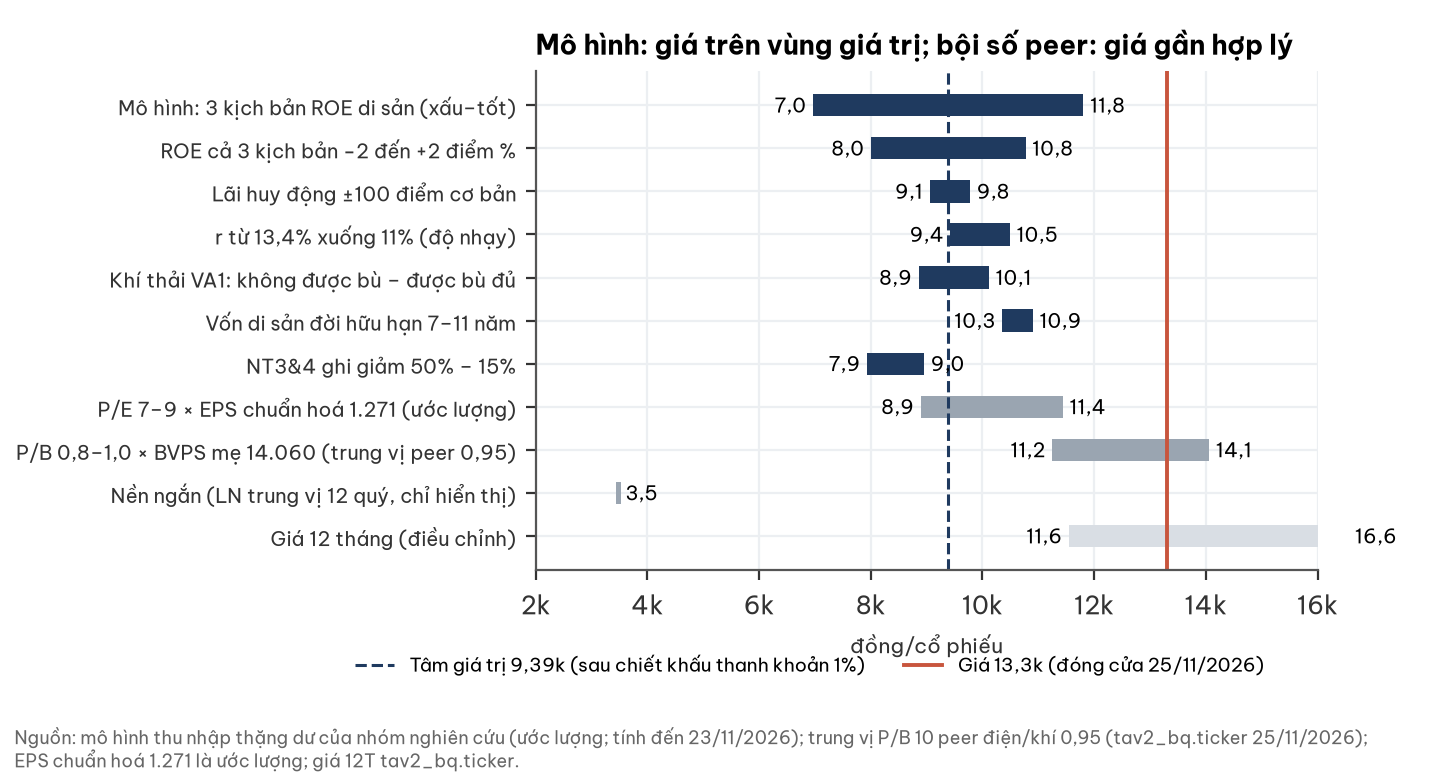 Mô hình: giá trên vùng giá trị; bội số peer: giá gần hợp lý
Mô hình: 3 kịch bản ROE di sản (xấu–tốt) 7,0 11,8
ROE cả 3 kịch bản −2 đến +2 điểm % 8,0 10,8
Lãi huy động ±100 điểm cơ bản 9,1 9,8
r từ 13,4% xuống 11% (độ nhạy) 9,4 10,5
Khí thải VA1: không được bù – được bù đủ 8,9 10,1
Vốn di sản đời hữu hạn 7–11 năm 10,3 10,9
NT3&4 ghi giảm 50% – 15% 7,9 9,0
P/E 7–9 × EPS chuẩn hoá 1.271 (ước lượng) 8,9 11,4
P/B 0,8–1,0 × BVPS mẹ 14.060 (trung vị peer 0,95) 11,2 14,1
Nền ngắn (LN trung vị 12 quý, chỉ hiển thị) 3,5
Giá 12 tháng (điều chỉnh) 11,6 16,6
2k 4k 6k 8k 10k 12k 14k 16k
đồng/cổ phiếu
Tâm giá trị 9,39k (sau chiết khấu thanh khoản 1%) Giá 13,3k (đóng cửa 25/11/2026)
Nguồn: mô hình thu nhập thặng dư của nhóm nghiên cứu (ước lượng; tính đến 23/11/2026); trung vị P/B 10 peer điện/khí 0,95 (tav2_bq.ticker 25/11/2026);
EPS chuẩn hoá 1.271 là ước lượng; giá 12T tav2_bq.ticker.